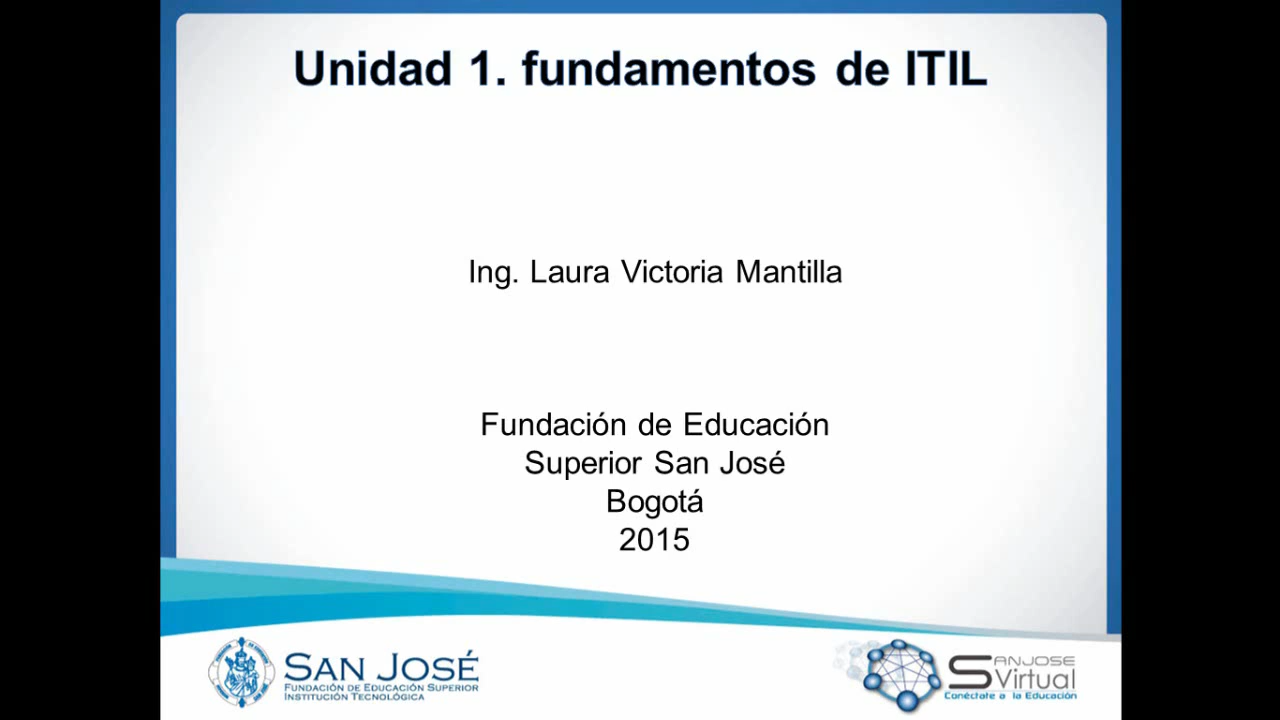 Unidad 1. fundamentos de ITIL
Ing. Laura Victoria Mantilla
Fundación de Educación
Superior San José
Bogotá
2015
SAN JOSÉ
FUNDACIÓN DE EDUCACIÓN SUPERIOR
INSTITUCIÓN TECNOLÓGICA
SANJOSE
Virtual
Conéctate a la Educación